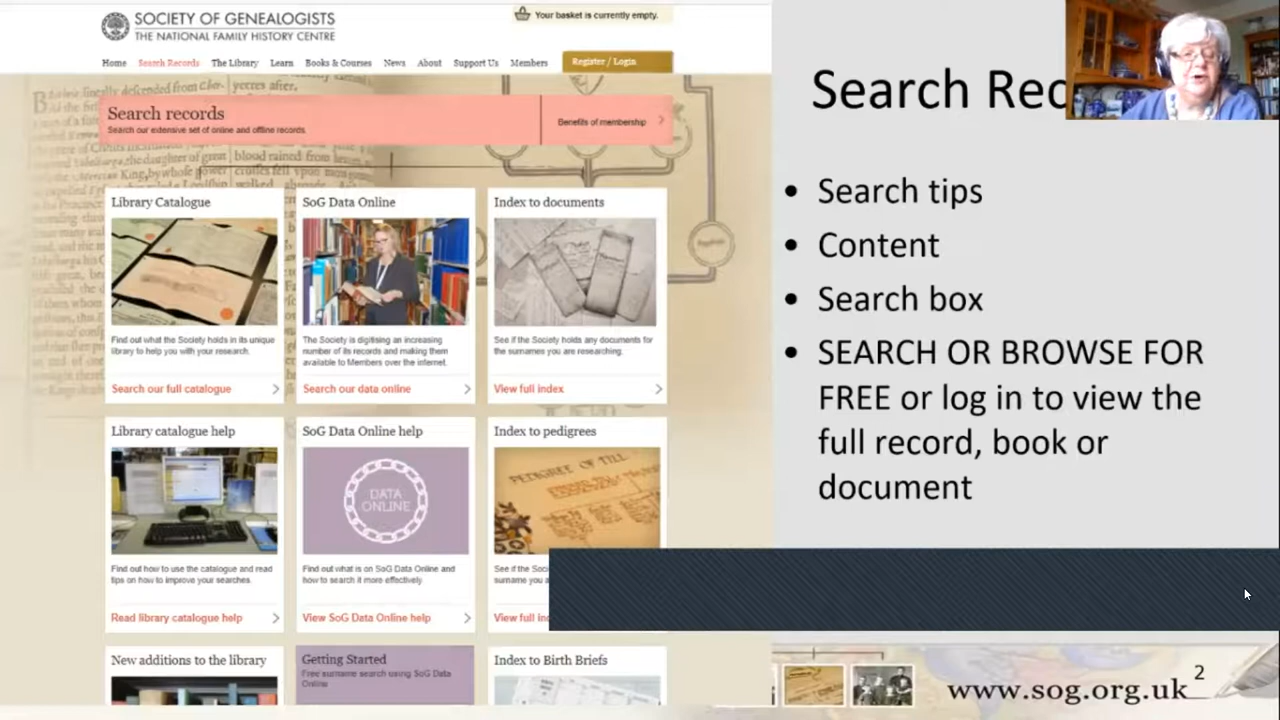 SOCIETY OF GENEALOGISTS
THE NATIONAL FAMILY HISTORY CENTRE
Your basket is currently empty.
Home Search Records The Library Learn Books & Courses News About Support Us Members Register / Login
Search records
Search our extensive set of online and offline records
Benefits of membership
Library Catalogue
Find out what the Society holds in its unique
library to help you with your research.
Search our full catalogue
SoG Data Online
The Society is digitising an increasing
number of its records and making them
available to Members over the internet.
Search our data online
Index to documents
See if the Society holds any documents for
the surnames you are researching.
View full index
Library catalogue help
Find out how to use the catalogue and read
tips on how to improve your searches.
Read library catalogue help
SoG Data Online help
DATA
ONLINE
Find out what is on SoG Data Online and
how to search it more effectively
View SoG Data Online help
Index to pedigrees
PEDIGREE OF TILL
See if the Socie
surname you a
View full in
New additions to the library
Getting Started
Free surname search using SoG Data
Online
Index to Birth Briefs
Search Rec
• Search tips
• Content
• Search box
• SEARCH OR BROWSE FOR
FREE or log in to view the
full record, book or
document
www.sog.org.uk
2